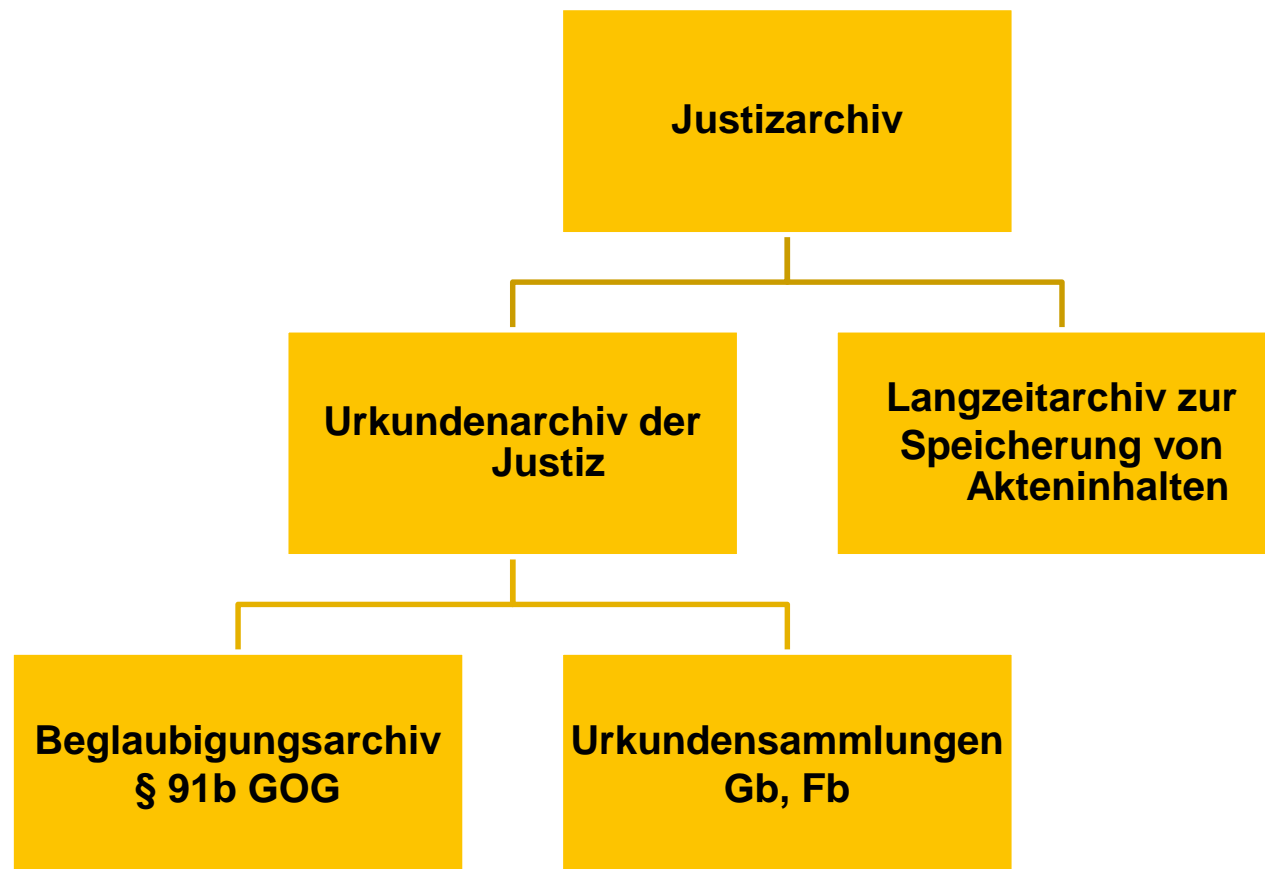 Justizarchiv
Urkundenarchiv der
Justiz
Langzeitarchiv zur
Speicherung von
Akteninhalten
Beglaubigungsarchiv
§ 91b GOG
Urkundensammlungen
Gb, Fb